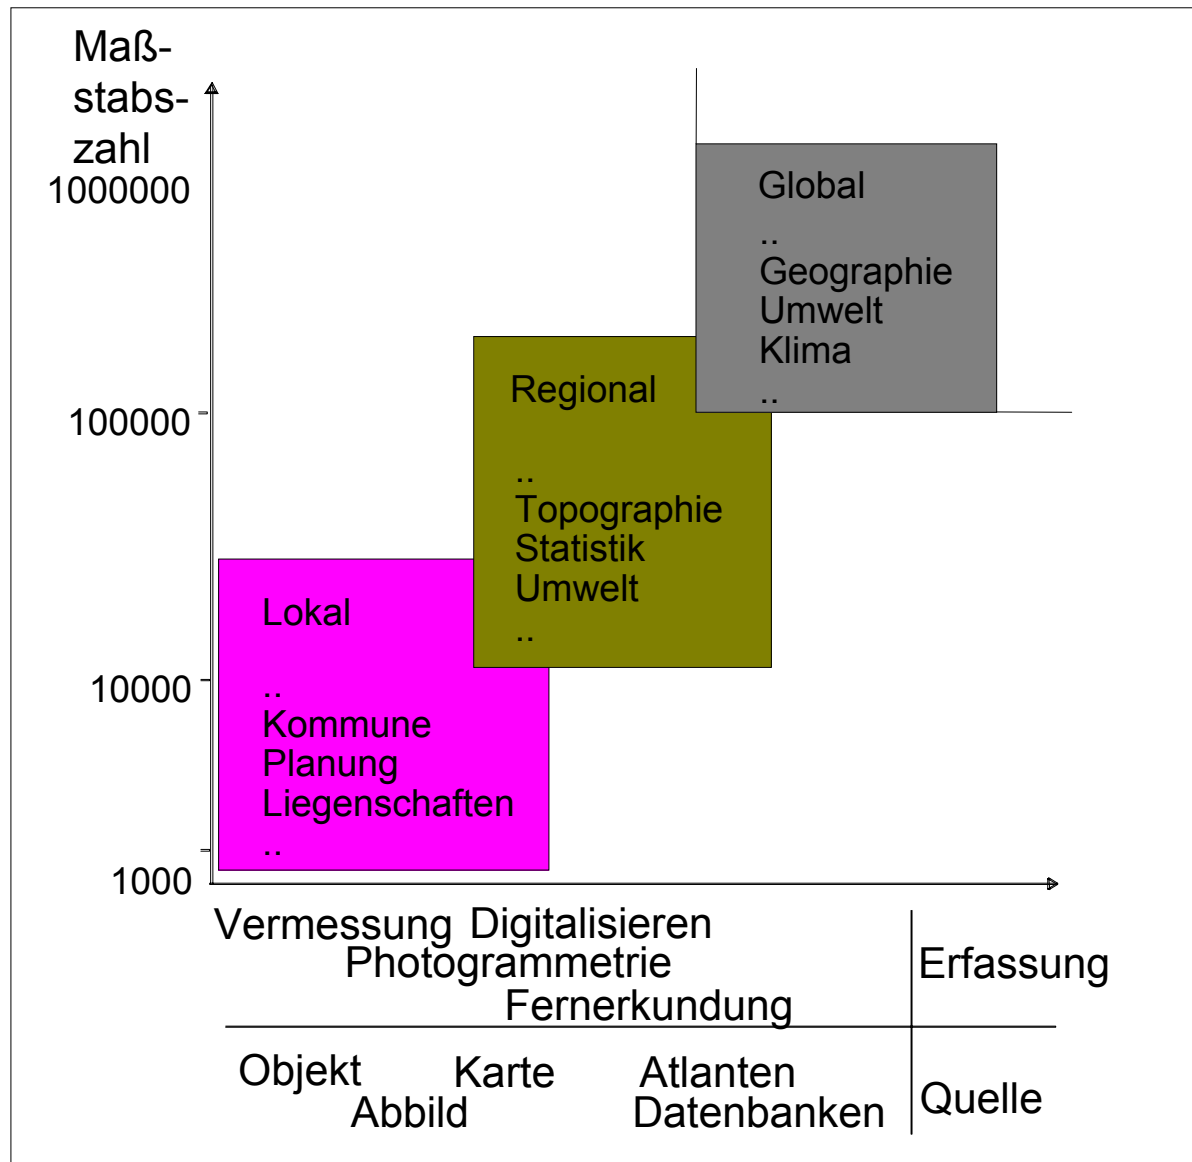 Maß-
stabs-
zahl
1000000
Global
..
Geographie
Umwelt
Klima
..
100000
Regional
..
Topographie
Statistik
Umwelt
..
10000
Lokal
..
Kommune
Planung
Liegenschaften
..
1000
Vermessung Digitalisieren
Photogrammetrie
Fernerkundung
Erfassung
Objekt Karte Atlanten
Abbild Datenbanken
Quelle